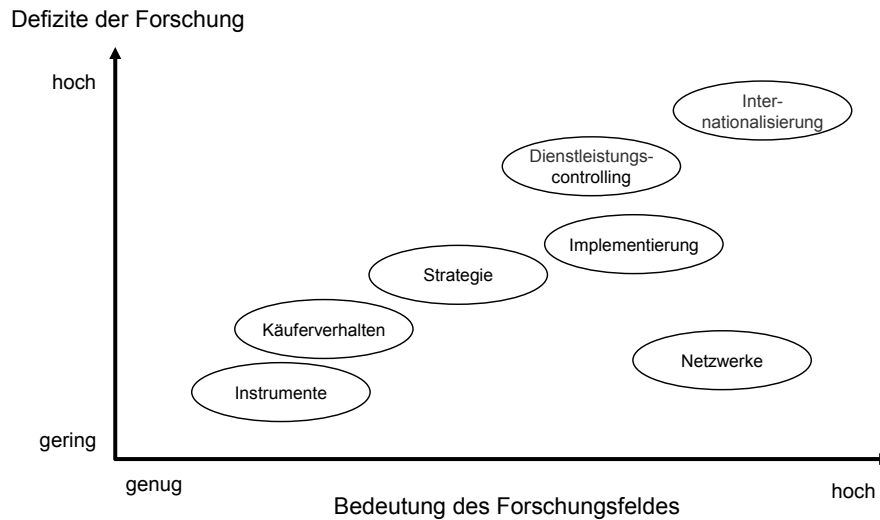 Defizite der Forschung
hoch
Inter-
nationalisierung
Dienstleistungs-
controlling
Implementierung
Strategie
Käuferverhalten
Netzwerke
Instrumente
gering
genug
hoch
Bedeutung des Forschungsfeldes